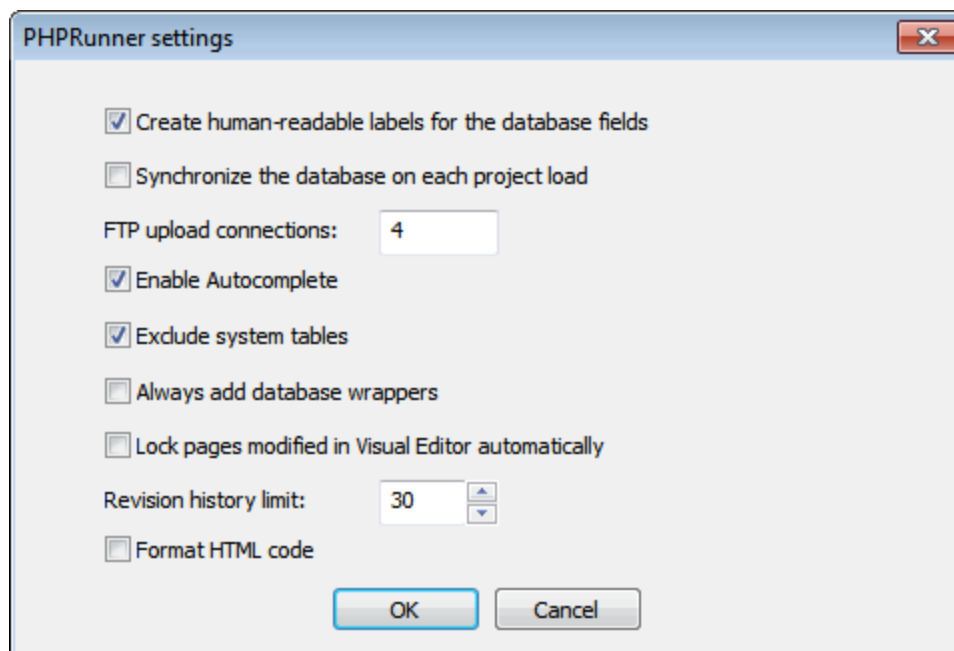 PHPRunner settings
Create human-readable labels for the database fields
Synchronize the database on each project load
FTP upload connections: 4
Enable Autocomplete
Exclude system tables
Always add database wrappers
Lock pages modified in Visual Editor automatically
Revision history limit: 30
Format HTML code
OK Cancel